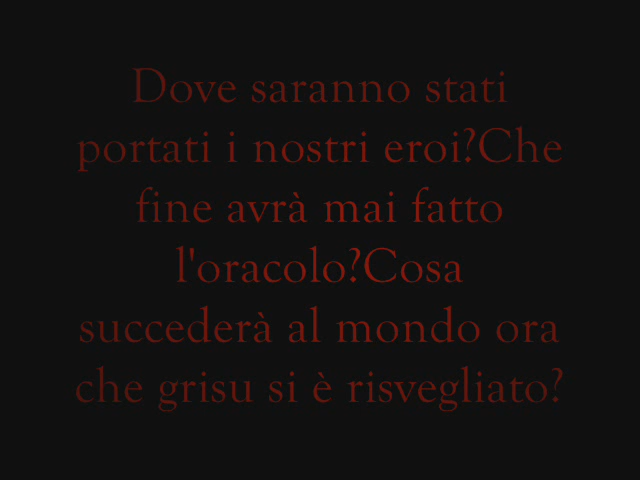 Dove saranno stati
portati i nostri eroi?Che
fine avrà mai fatto
l'oracolo?Cosa
succederà al mondo ora
che grisu si è risvegliato?